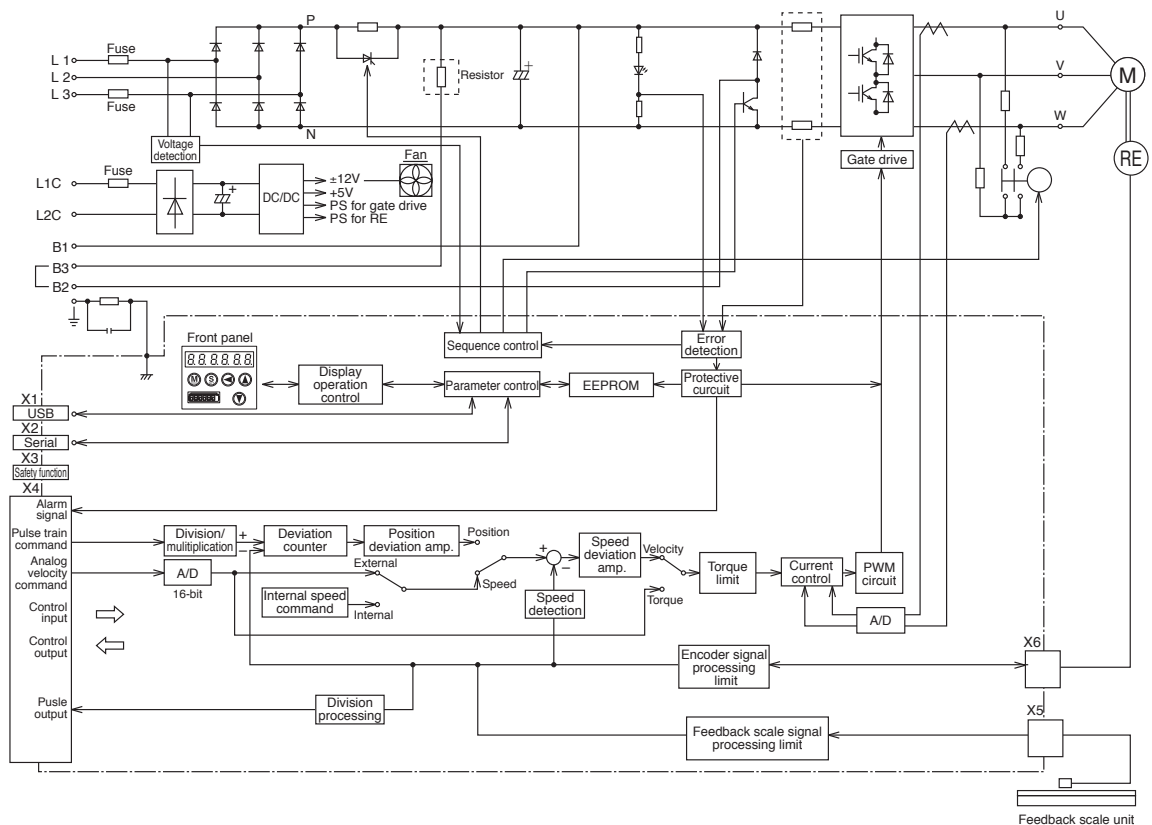 P
U
Fuse
L 1
L 2
L 3
Fuse
Resistor
+
V
M
N
W
Voltage
detection
Gate drive
RE
Fan
L1C
Fuse
+
DC/DC
±12V
+5V
PS for gate drive
PS for RE
L2C
B1
B3
B2
Front panel
8.8.8.8.8.8.
M S
Sequence control
Error
detection
Display
operation
control
Parameter control
EEPROM
Protective
curcuit
X1
USB
X2
Serial
X3
Safety function
X4
Alarm
signal
Pulse train
command
Division/
muitiplication
+
−
Deviation
counter
Position
deviation amp.
Position
Analog
velocity
command
A/D
16-bit
External
Internal speed
command
Internal
Speed
+
−
Speed
deviation
amp.
Speed
detection
Velocity
Torque
Torque
limit
Current
control
PWM
circuit
A/D
Control
input
Control
output
Encoder signal
processing
limit
X6
Pusle
output
Division
processing
Feedback scale signal
processing limit
X5
Feedback scale unit